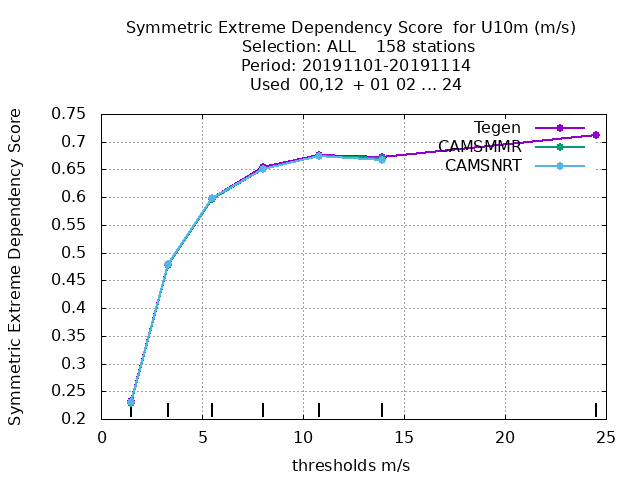 Symmetric Extreme Dependency Score  for U10m (m/s)
Selection: ALL    158 stations
Period: 20191101-20191114
Used  00,12  + 01 02 ... 24
Symmetric Extreme Dependency Score
0.75
0.7
0.65
0.6
0.55
0.5
0.45
0.4
0.35
0.3
0.25
0.2
Tegen
CAMSMMR
CAMSNRT
0 5 10 15 20 25
thresholds m/s